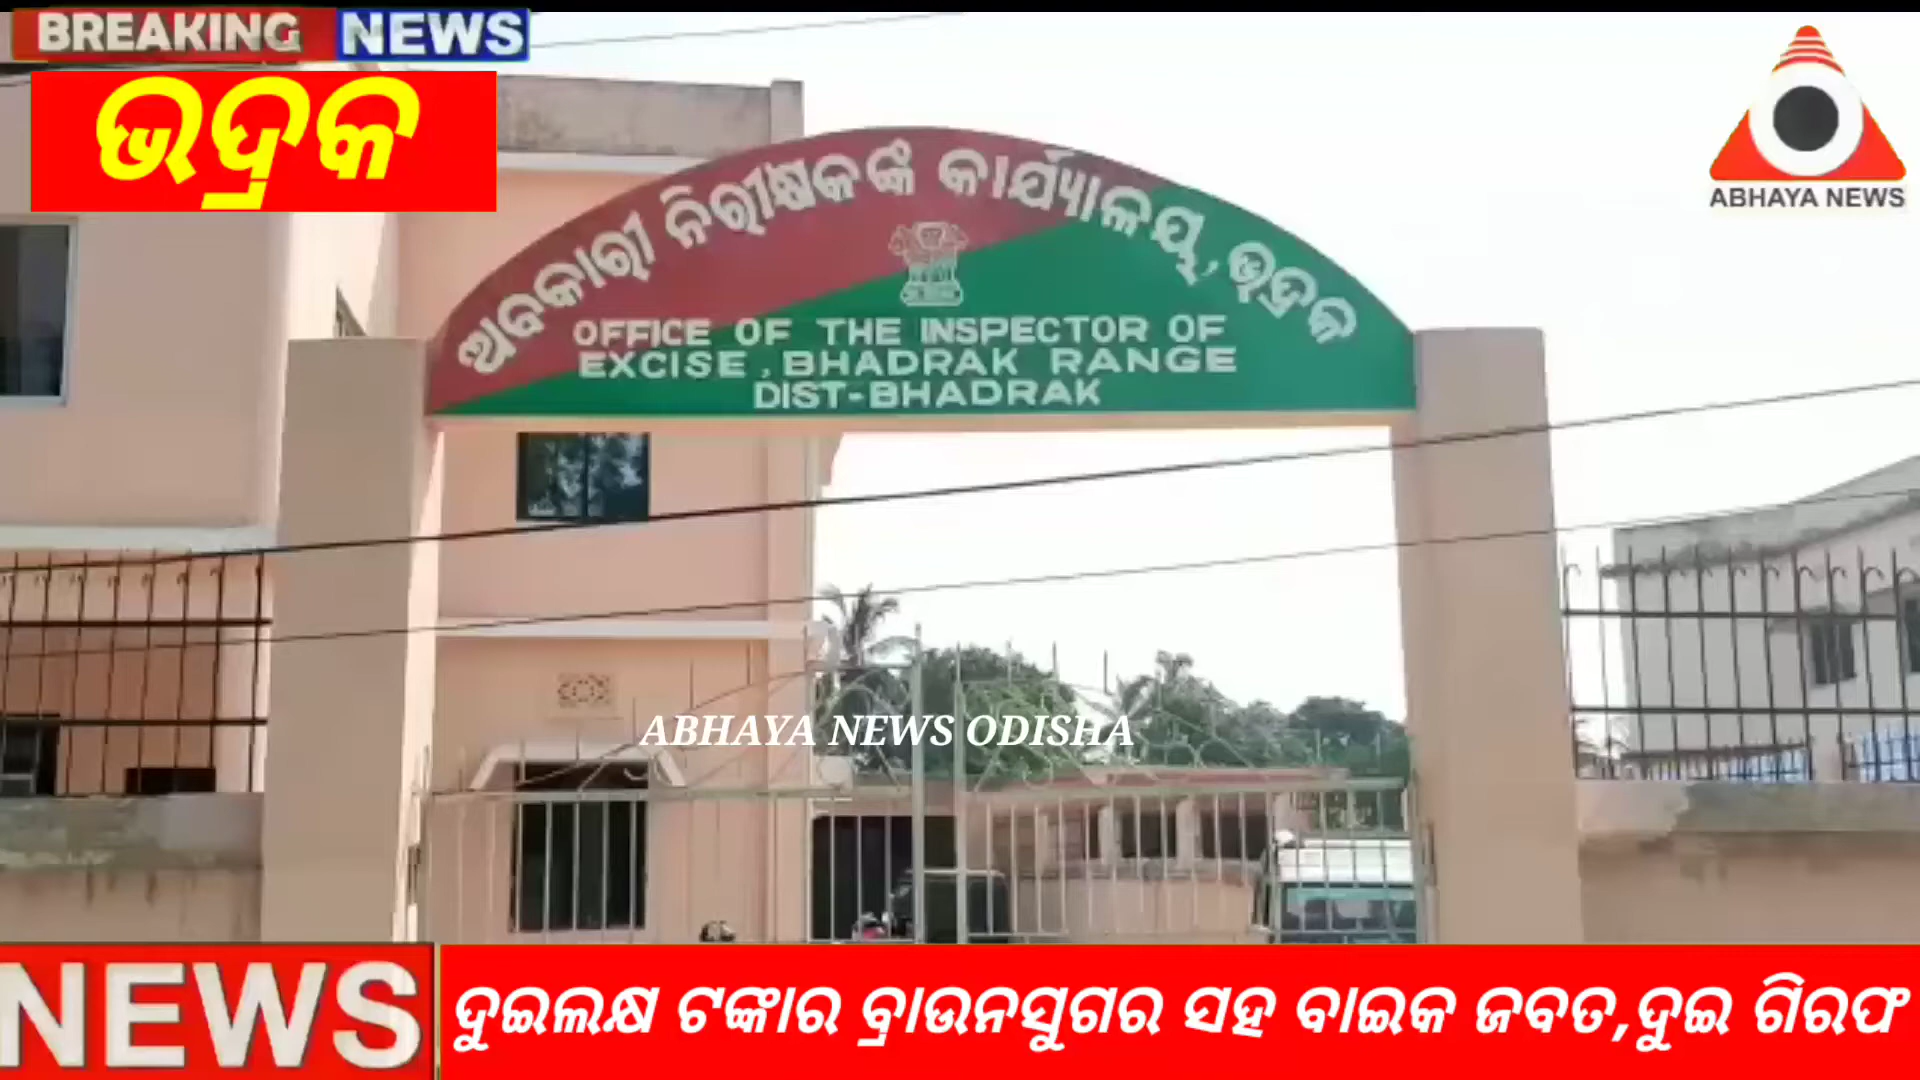 BREAKING NEWS
ଭଦ୍ରକ
ABHAYA NEWS
ଅବକାରୀ ନିରୀକ୍ଷକଙ୍କ କାର୍ଯ୍ୟାଳୟ, ଭଦ୍ରକ
OFFICE OF THE INSPECTOR OF
EXCISE, BHADRAK RANGE
DIST-BHADRAK
ABHAYA NEWS ODISHA
NEWS
ଦୁଇଲକ୍ଷ ଟଙ୍କାର ବ୍ରାଉନସୁଗର ସହ ବାଇକ ଜବତ,ଦୁଇ ଗିରଫ